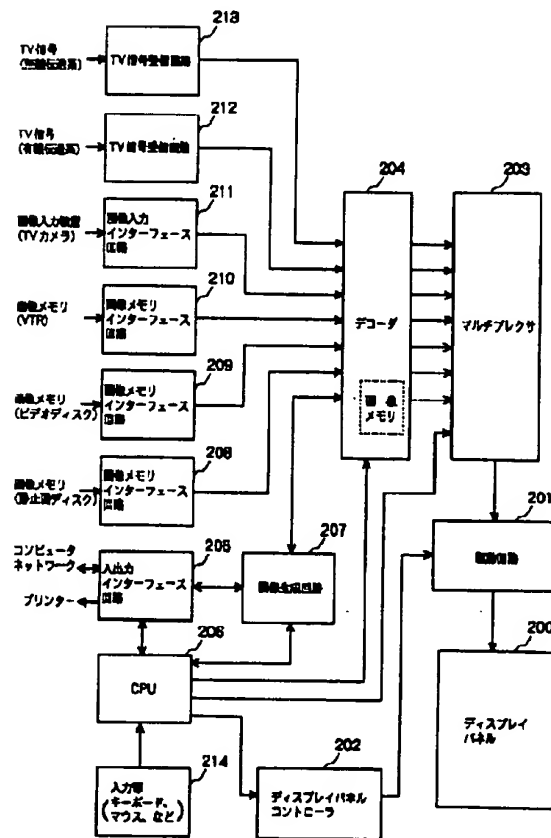 213
TV信号
(無線伝送系)
TV信号受信回路
212
TV信号
(有線伝送系)
TV信号受信回路
211
画像入力装置
(TVカメラ)
画像入力
インターフェース
回路
210
画像メモリ
(VTR)
画像メモリ
インターフェース
回路
209
画像メモリ
(ビデオディスク)
画像メモリ
インターフェース
回路
208
画像メモリ
(静止画ディスク)
画像メモリ
インターフェース
回路
204
デコーダ
画像
メモリ
203
マルチプレクサ
205
コンピュータ
ネットワーク
プリンター
入出力
インターフェース
回路
207
画像生成回路
201
駆動回路
206
CPU
200
ディスプレイ
パネル
214
入力部
(キーボード、
マウス、など)
202
ディスプレイパネル
コントローラ